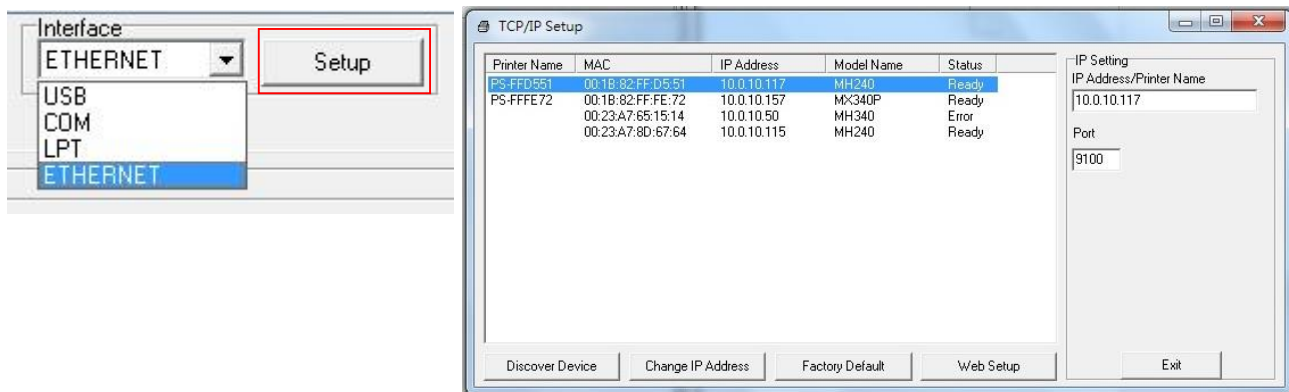 Interface
ETHERNET Setup
USB
COM
LPT
ETHERNET
TCP/IP Setup
Printer Name MAC IP Address Model Name Status
PS-FFD551 00:1B:82:FF:D5:51 10.0.10.117 MH240 Ready
PS-FFFE72 00:1B:82:FF:FE:72 10.0.10.157 MX340P Ready
00:23:A7:65:15:14 10.0.10.50 MH340 Error
00:23:A7:8D:67:64 10.0.10.115 MH240 Ready
IP Setting
IP Address/Printer Name
10.0.10.117
Port
9100
Discover Device Change IP Address Factory Default Web Setup Exit